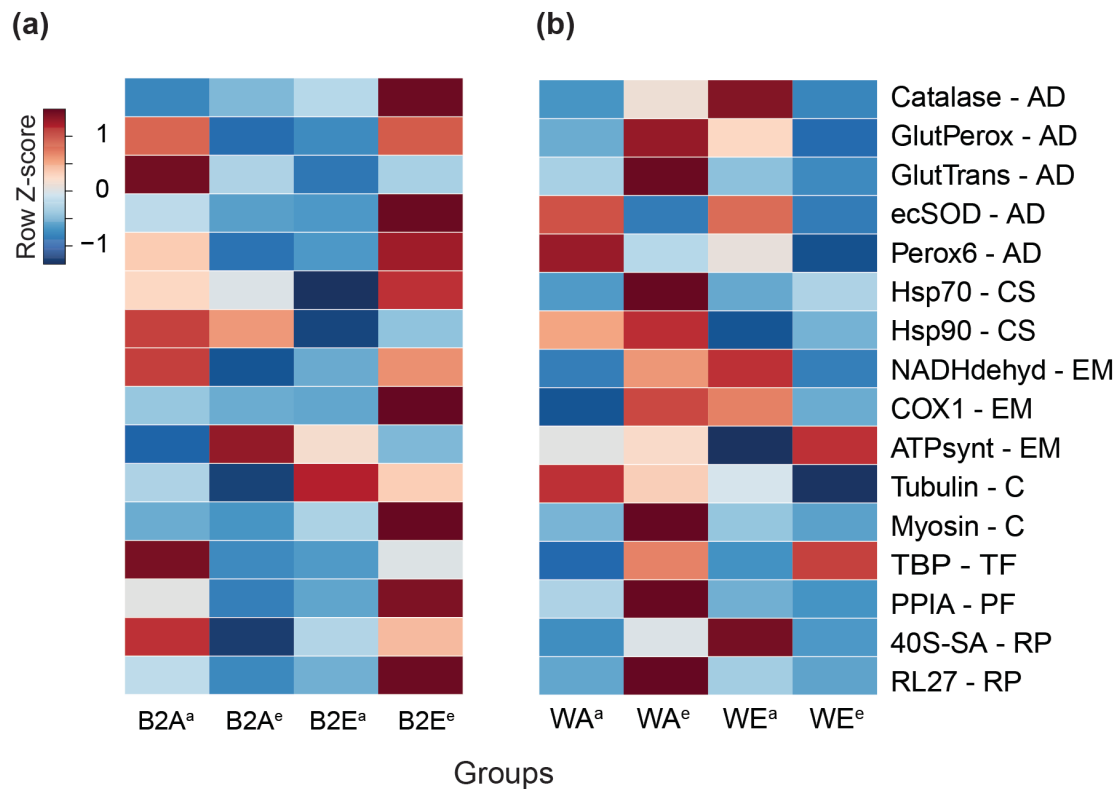 (a)
(b)
Row Z-score
1
0
−1
Catalase - AD
GlutPerox - AD
GlutTrans - AD
ecSOD - AD
Perox6 - AD
Hsp70 - CS
Hsp90 - CS
NADHdehyd - EM
COX1 - EM
ATPsynt - EM
Tubulin - C
Myosin - C
TBP - TF
PPIA - PF
40S-SA - RP
RL27 - RP
B2Aᵃ B2Aᵉ B2Eᵃ B2Eᵉ
WAᵃ WAᵉ WEᵃ WEᵉ
Groups